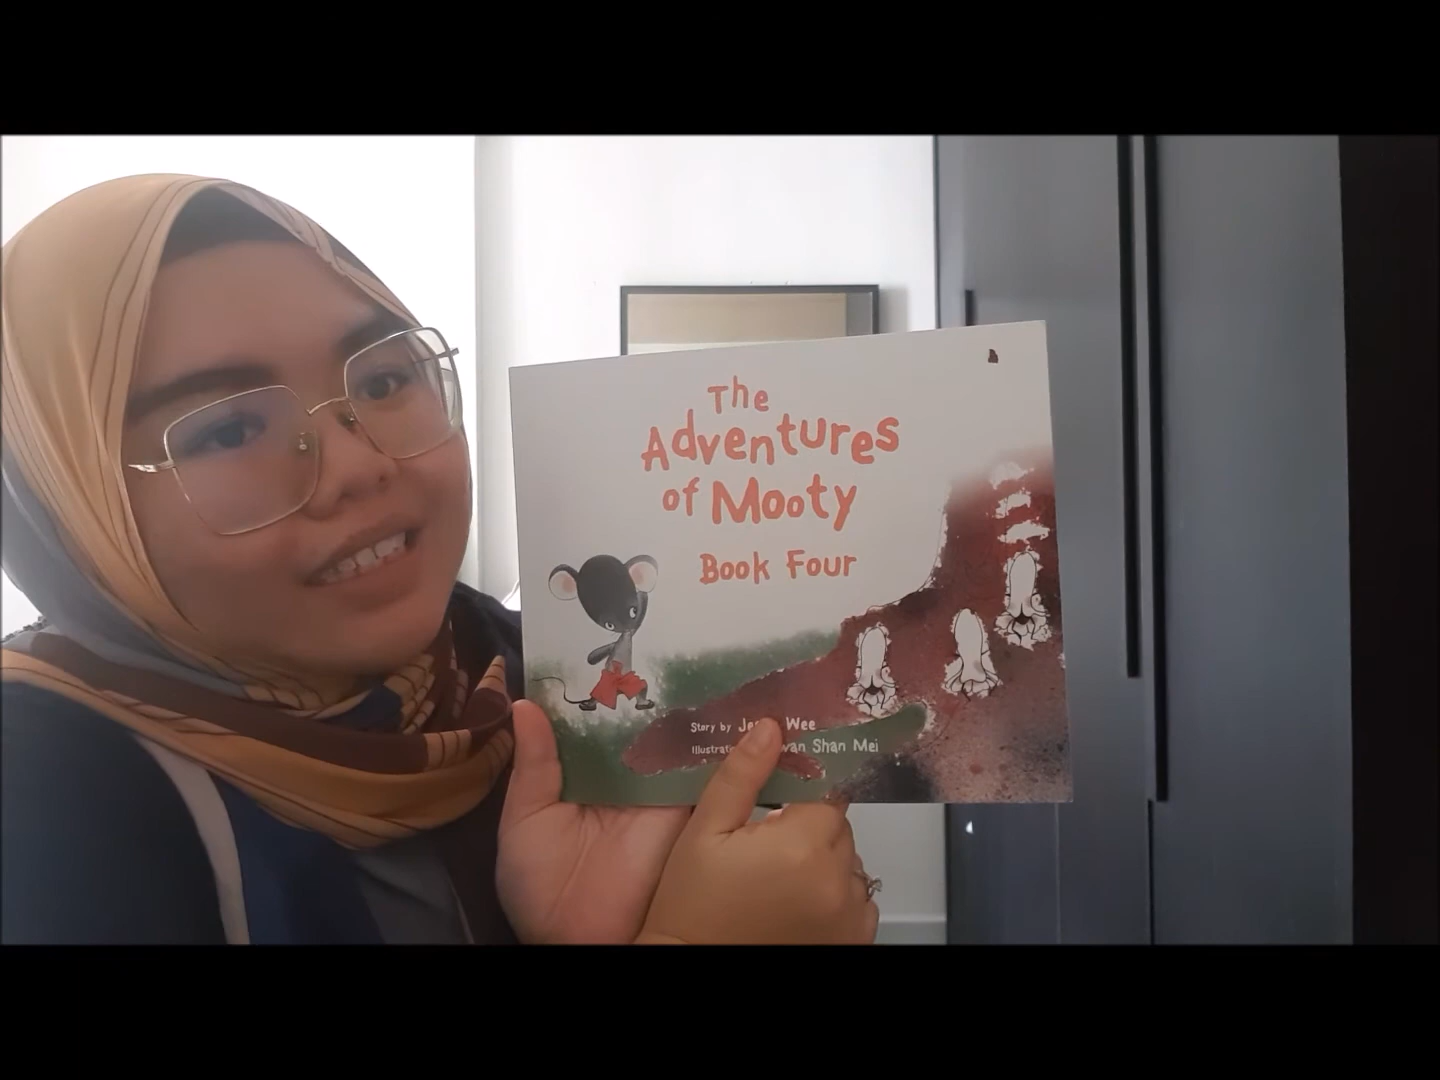 The
Adventures
of Mooty
Book Four
Story by Wee
Shan Mei